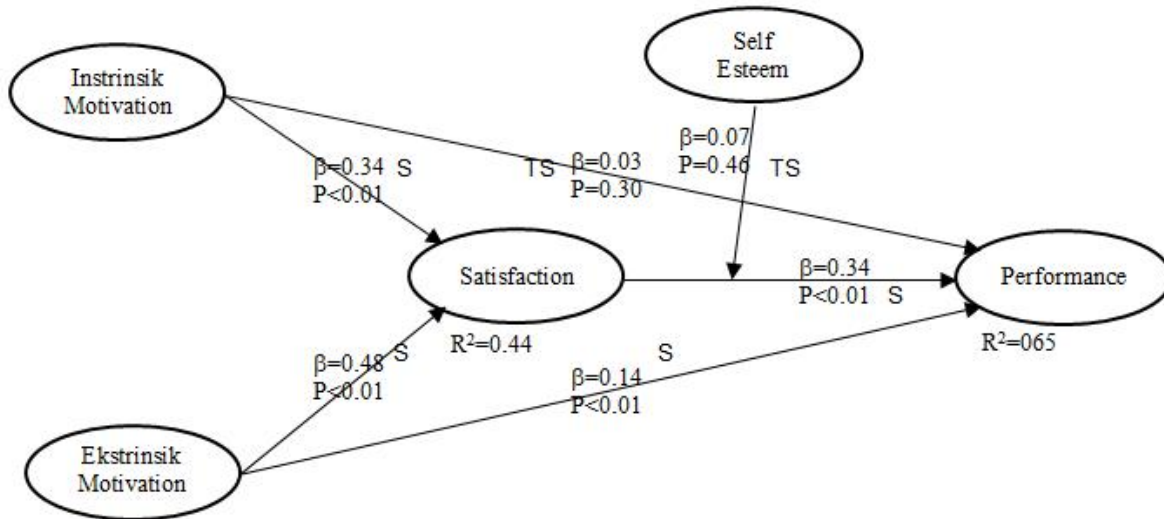 Self
Esteem
Instrinsik
Motivation
β=0.07
P=0.46 TS
β=0.34 S
P<0.01
TS β=0.03
P=0.30
Satisfaction
β=0.34
P<0.01 S
Performance
R²=0.44
R²=065
β=0.48 S
P<0.01
S
β=0.14
P<0.01
Ekstrinsik
Motivation